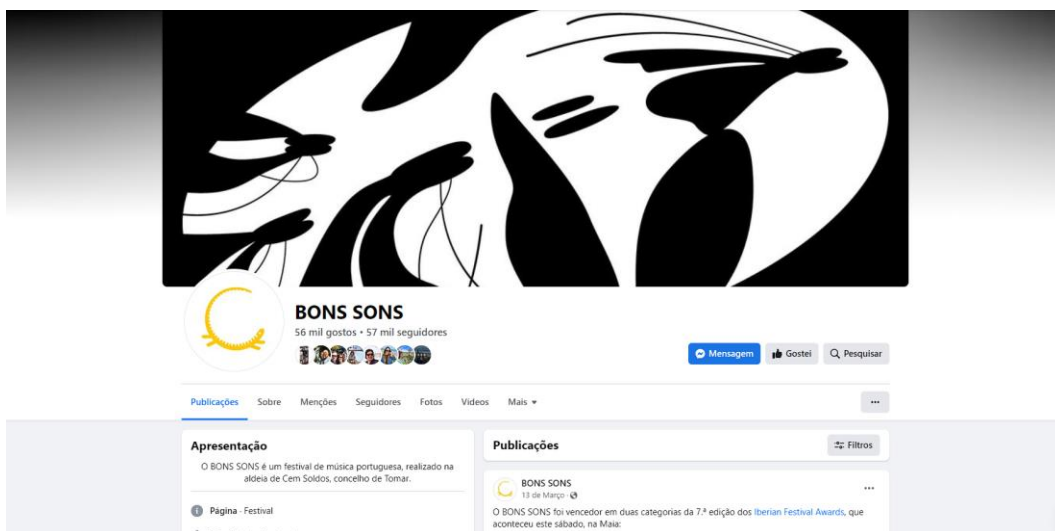 BONS SONS
56 mil gostos • 57 mil seguidores
Mensagem
Gostei
Pesquisar
Publicações
Sobre
Menções
Seguidores
Fotos
Vídeos
Mais
Apresentação
O BONS SONS é um festival de música portuguesa, realizado na
aldeia de Cem Soldos, concelho de Tomar.
Página · Festival
Publicações
Filtros
BONS SONS
13 de Março ·
O BONS SONS foi vencedor em duas categorias da 7.ª edição dos Iberian Festival Awards, que
aconteceu este sábado, na Maia: